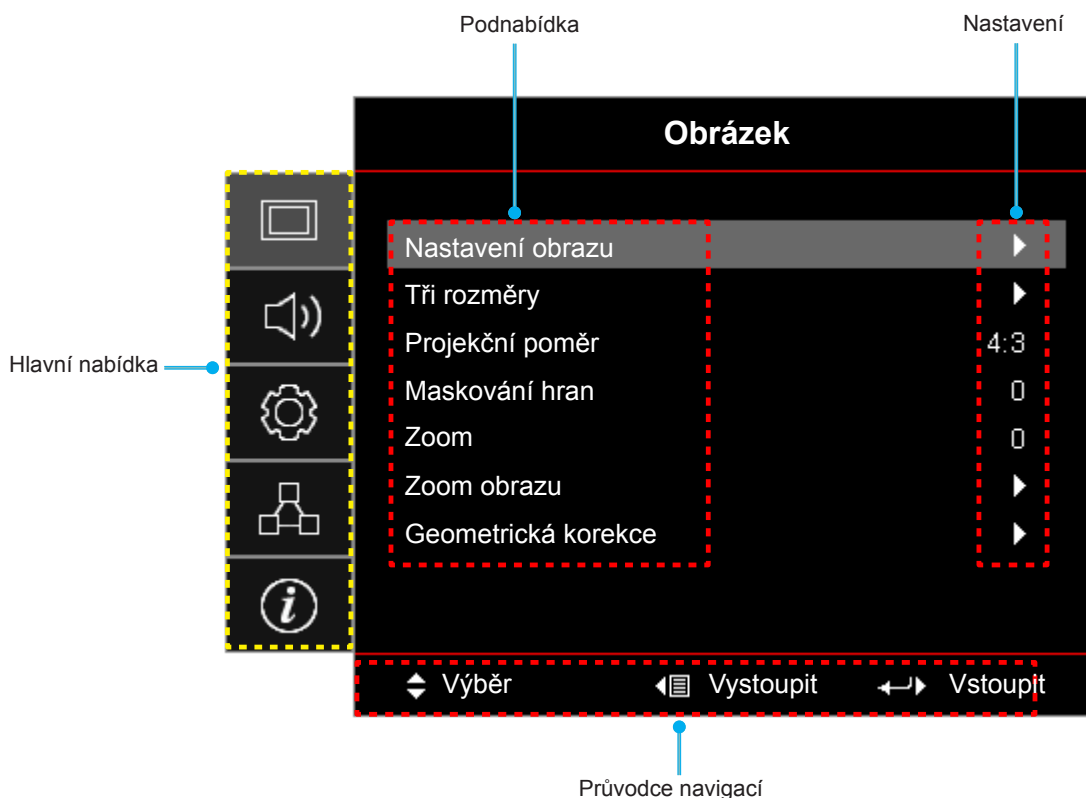 Podnabídka
Nastavení
Obrázek
Hlavní nabídka
Nastavení obrazu
Tři rozměry
Projekční poměr 4:3
Maskování hran 0
Zoom 0
Zoom obrazu
Geometrická korekce
Výběr Vystoupit Vstoupit
Průvodce navigací